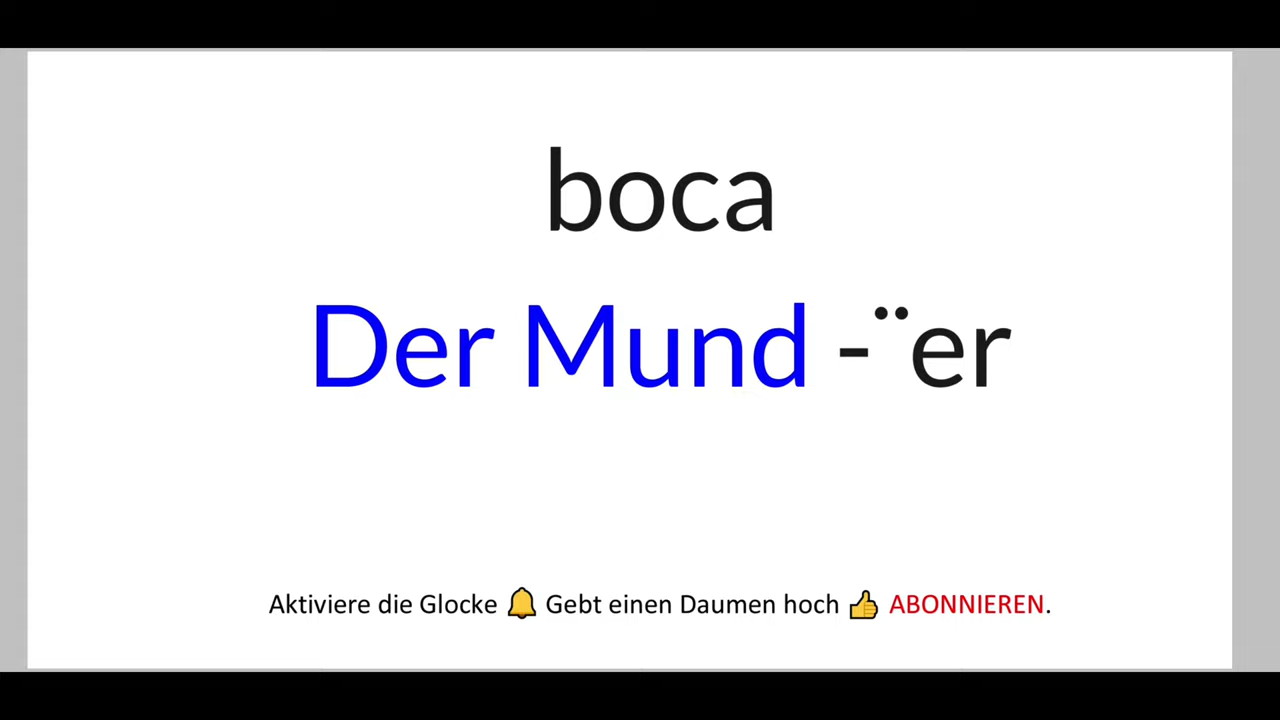 boca
Der Mund -¨er
Aktiviere die Glocke 🔔 Gebt einen Daumen hoch 👍 ABONNIEREN.